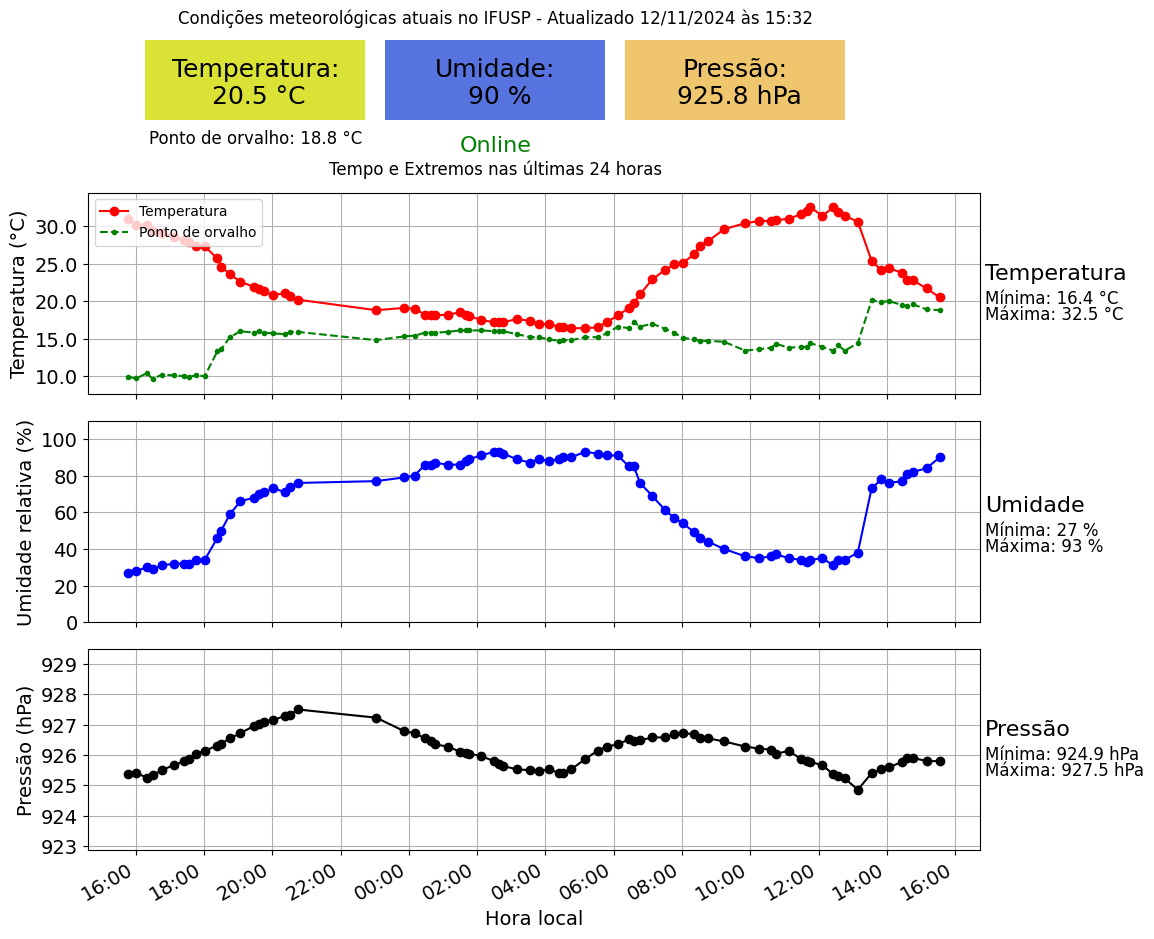 Condições meteorológicas atuais no IFUSP - Atualizado 12/11/2024 às 15:32
Temperatura:
20.5 °C
Umidade:
90 %
Pressão:
925.8 hPa
Ponto de orvalho: 18.8 °C
Online
Tempo e Extremos nas últimas 24 horas
Temperatura (°C)
30.0
25.0
20.0
15.0
10.0
Temperatura
Ponto de orvalho
Temperatura
Mínima: 16.4 °C
Máxima: 32.5 °C
Umidade relativa (%)
100
80
60
40
20
0
Umidade
Mínima: 27 %
Máxima: 93 %
Pressão (hPa)
929
928
927
926
925
924
923
Pressão
Mínima: 924.9 hPa
Máxima: 927.5 hPa
16:00 18:00 20:00 22:00 00:00 02:00 04:00 06:00 08:00 10:00 12:00 14:00 16:00
Hora local